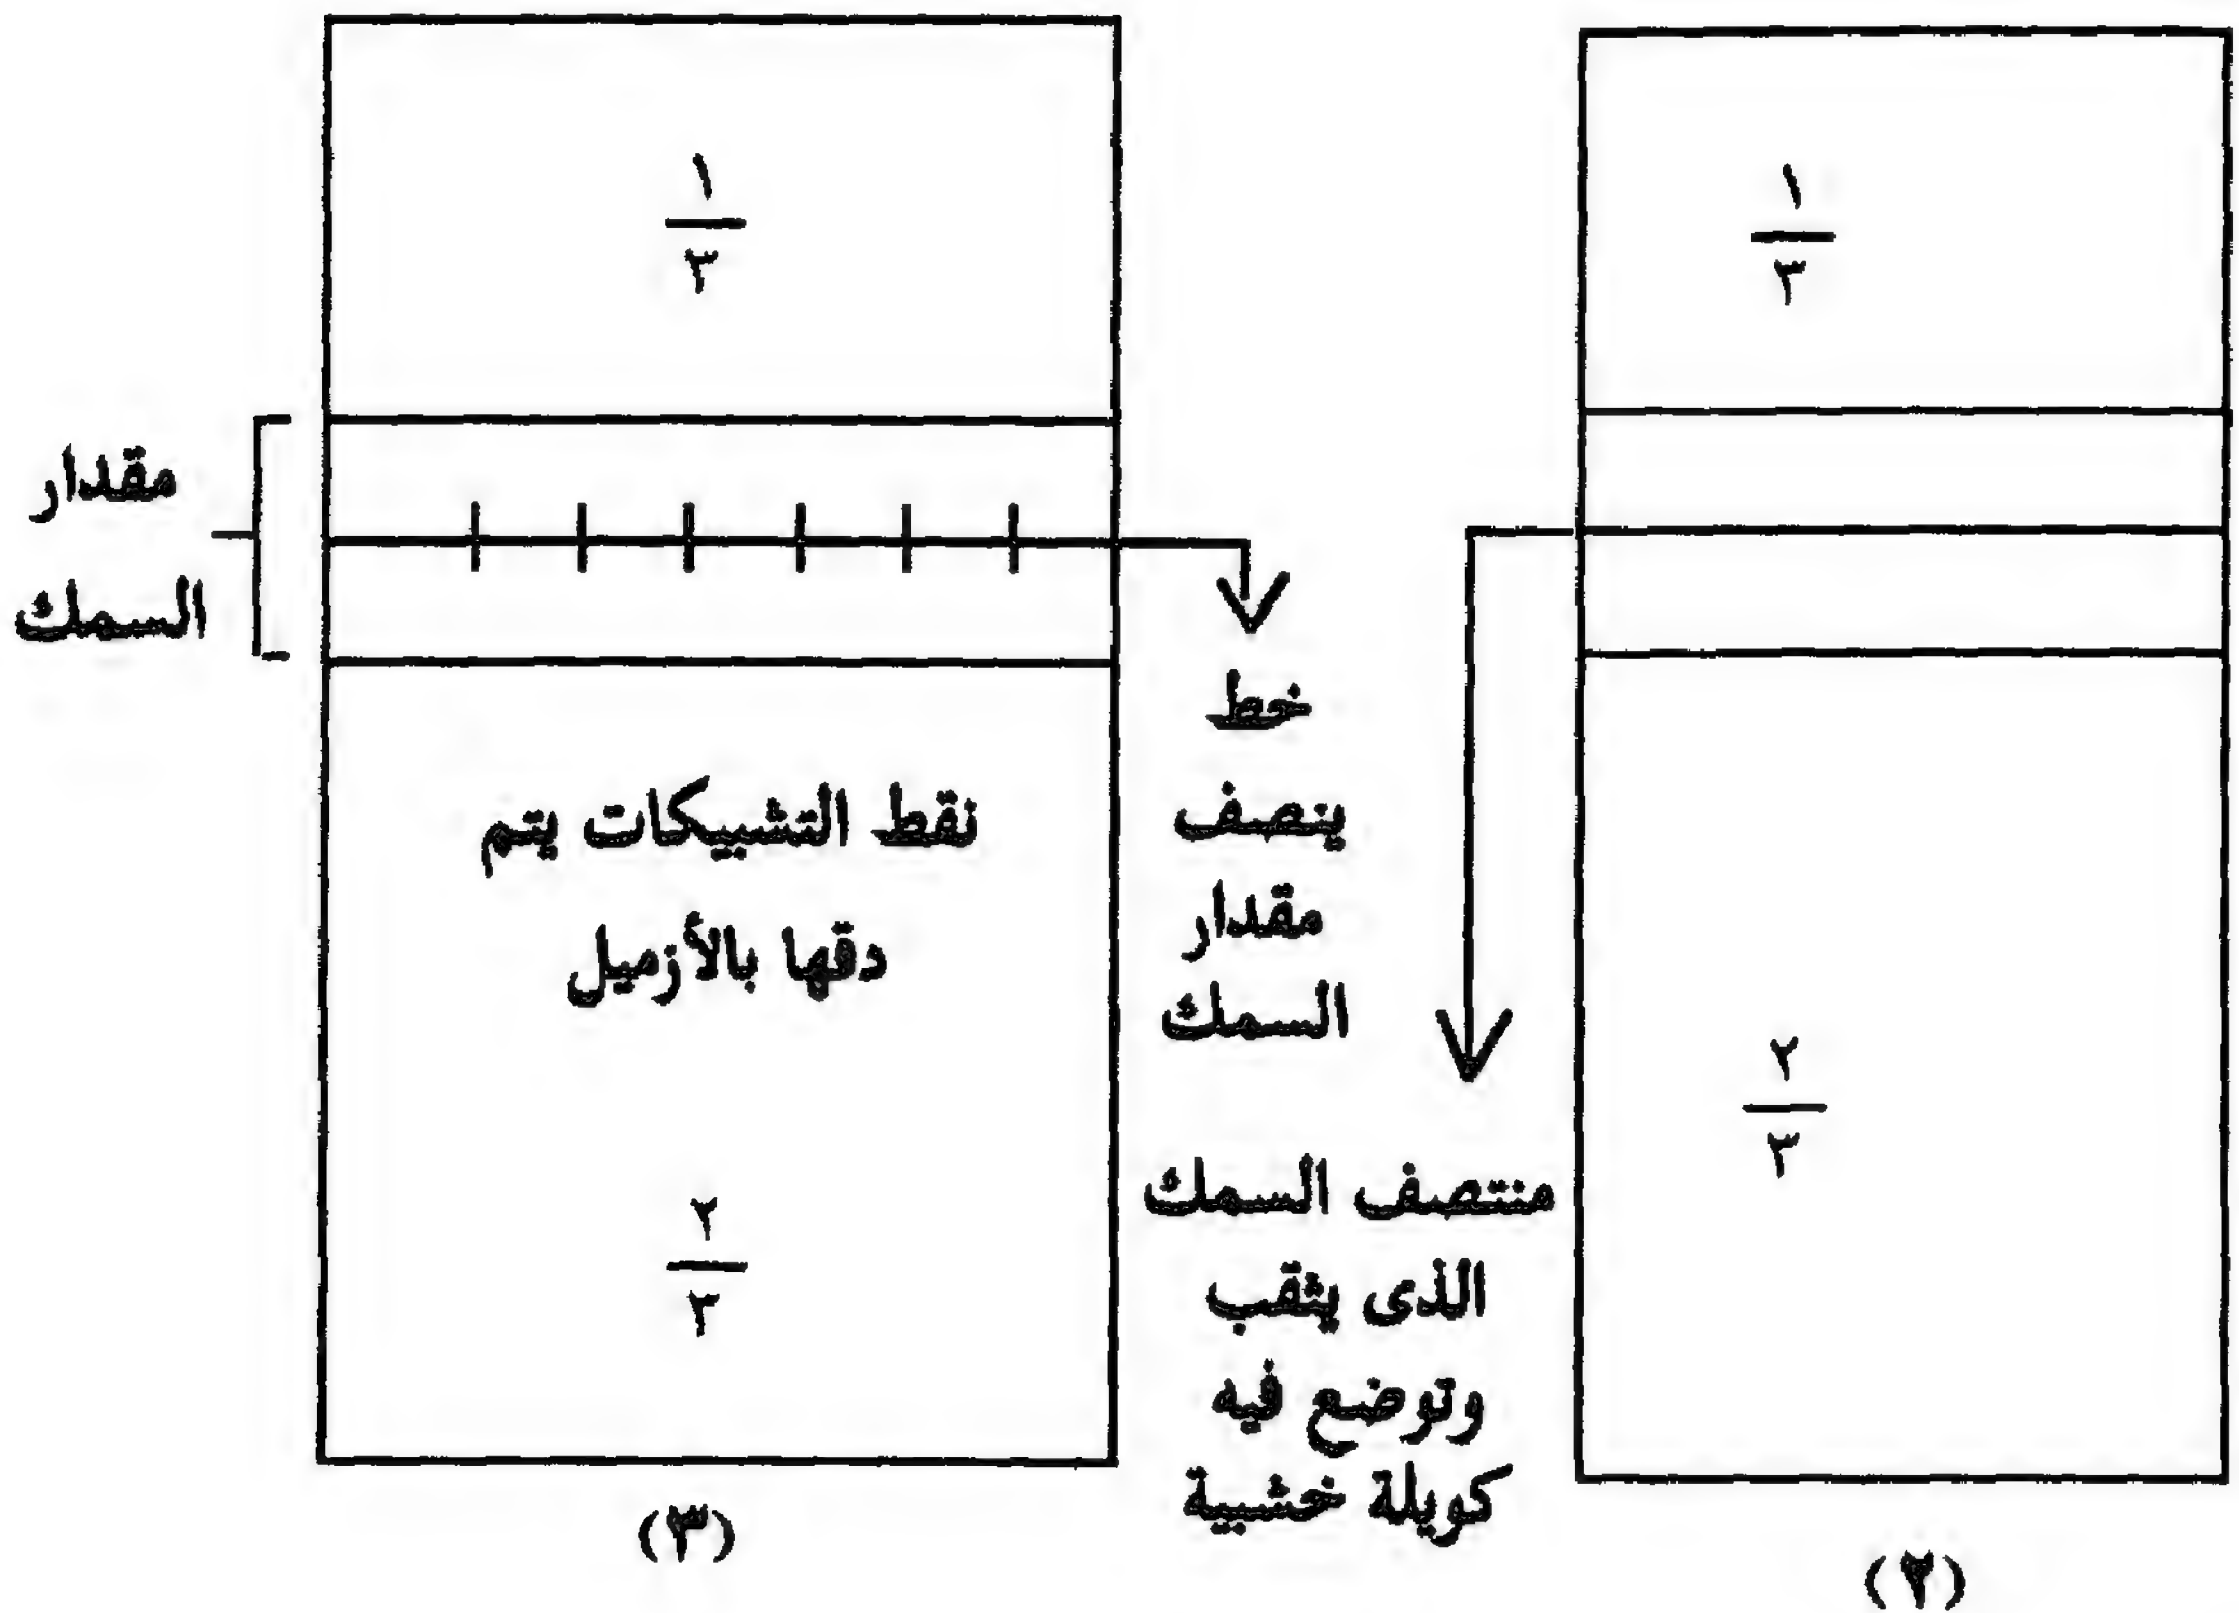 ١
٣
٢
٣
منتصف السمك
الذى يثقب
وتوضع فيه
كويلة خشبية
(٢)
١
٣
مقدار
السمك
خط
ينصف
مقدار
السمك
نقط التشبيكات يتم
دقها بالأزميل
٢
٣
(٣)